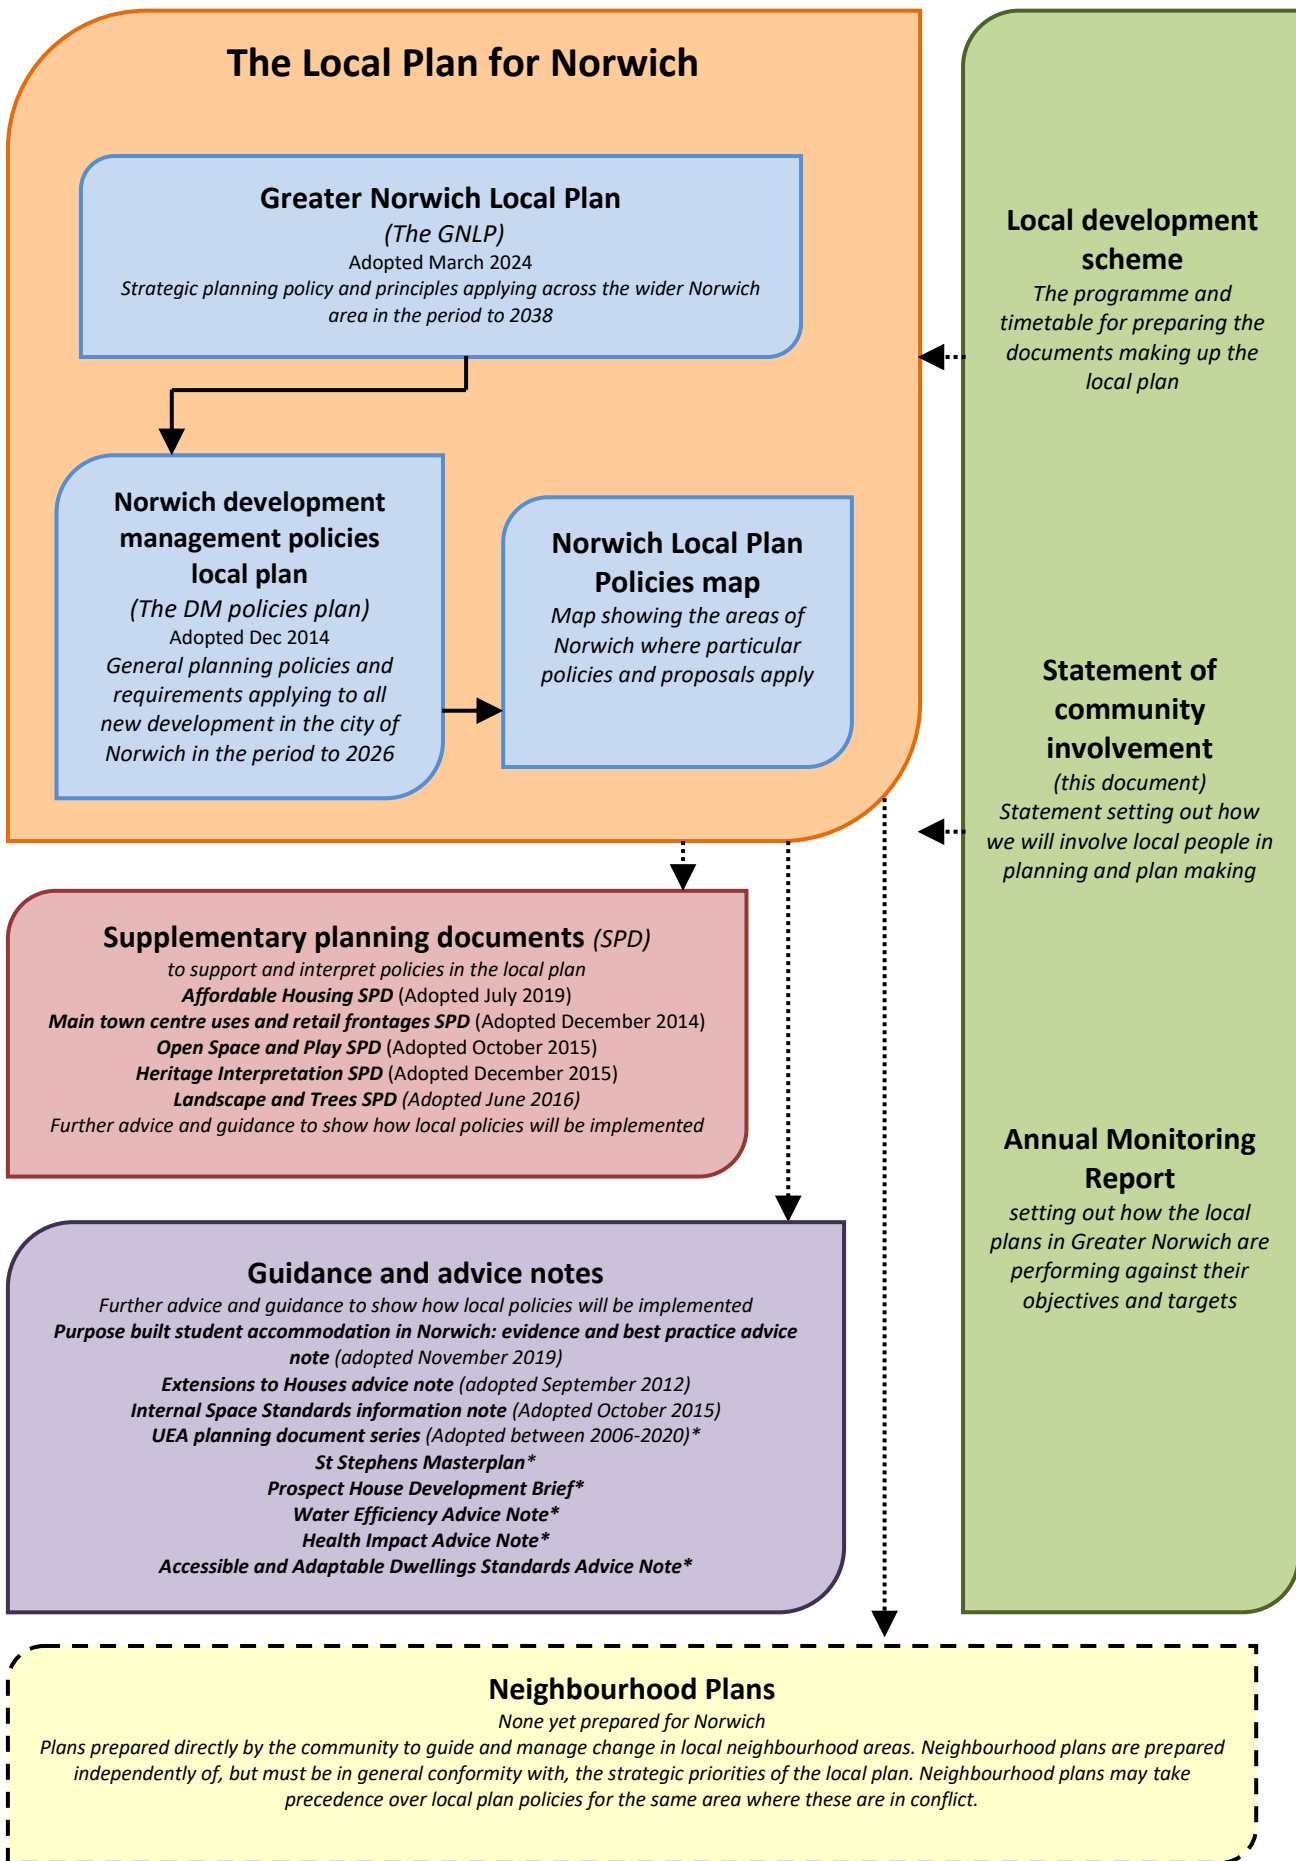 The Local Plan for Norwich
Greater Norwich Local Plan
(The GNLP)
Adopted March 2024
Strategic planning policy and principles applying across the wider Norwich
area in the period to 2038
Norwich development
management policies
local plan
(The DM policies plan)
Adopted Dec 2014
General planning policies and
requirements applying to all
new development in the city of
Norwich in the period to 2026
Norwich Local Plan
Policies map
Map showing the areas of
Norwich where particular
policies and proposals apply
Local development
scheme
The programme and
timetable for preparing the
documents making up the
local plan
Statement of
community
involvement
(this document)
Statement setting out how
we will involve local people in
planning and plan making
Annual Monitoring
Report
setting out how the local
plans in Greater Norwich are
performing against their
objectives and targets
Supplementary planning documents (SPD)
to support and interpret policies in the local plan
Affordable Housing SPD (Adopted July 2019)
Main town centre uses and retail frontages SPD (Adopted December 2014)
Open Space and Play SPD (Adopted October 2015)
Heritage Interpretation SPD (Adopted December 2015)
Landscape and Trees SPD (Adopted June 2016)
Further advice and guidance to show how local policies will be implemented
Guidance and advice notes
Further advice and guidance to show how local policies will be implemented
Purpose built student accommodation in Norwich: evidence and best practice advice
note (adopted November 2019)
Extensions to Houses advice note (adopted September 2012)
Internal Space Standards information note (Adopted October 2015)
UEA planning document series (Adopted between 2006-2020)*
St Stephens Masterplan*
Prospect House Development Brief*
Water Efficiency Advice Note*
Health Impact Advice Note*
Accessible and Adaptable Dwellings Standards Advice Note*
Neighbourhood Plans
None yet prepared for Norwich
Plans prepared directly by the community to guide and manage change in local neighbourhood areas. Neighbourhood plans are prepared
independently of, but must be in general conformity with, the strategic priorities of the local plan. Neighbourhood plans may take
precedence over local plan policies for the same area where these are in conflict.